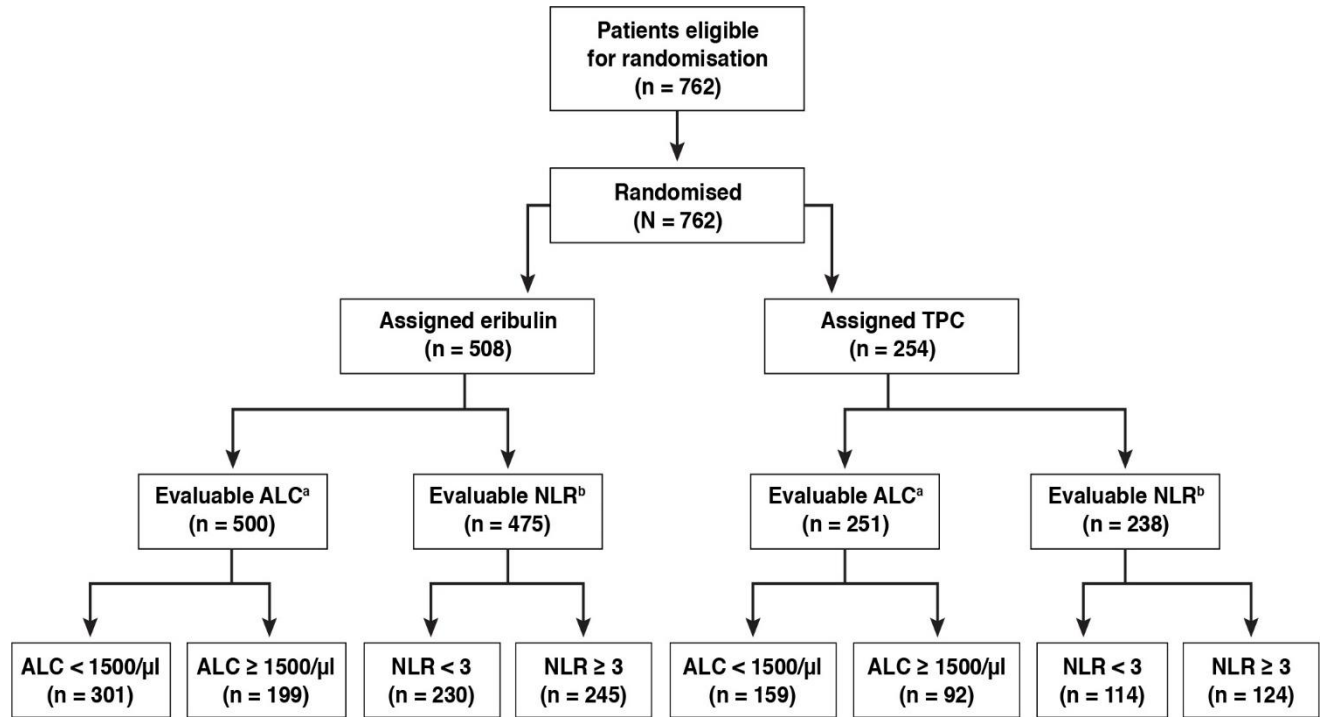 Patients eligible
for randomisation
(n = 762)
Randomised
(N = 762)
Assigned eribulin
(n = 508)
Assigned TPC
(n = 254)
Evaluable ALCᵃ
(n = 500)
Evaluable NLRᵇ
(n = 475)
Evaluable ALCᵃ
(n = 251)
Evaluable NLRᵇ
(n = 238)
ALC < 1500/µl
(n = 301)
ALC ≥ 1500/µl
(n = 199)
NLR < 3
(n = 230)
NLR ≥ 3
(n = 245)
ALC < 1500/µl
(n = 159)
ALC ≥ 1500/µl
(n = 92)
NLR < 3
(n = 114)
NLR ≥ 3
(n = 124)